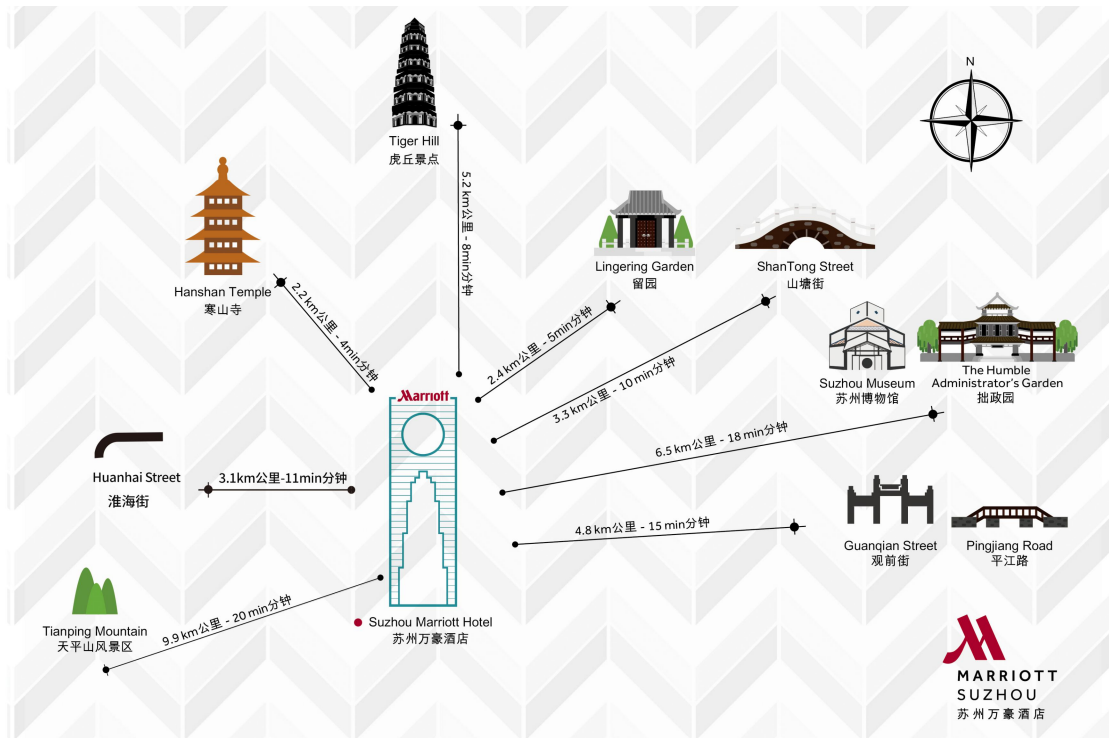 N
Tiger Hill
虎丘景点
5.2 km公里 - 8min分钟
Hanshan Temple
寒山寺
2.2 km公里 - 4min分钟
Lingering Garden
留园
2.4 km公里 - 5min分钟
ShanTong Street
山塘街
3.3 km公里 - 10 min分钟
Suzhou Museum
苏州博物馆
The Humble
Administrator's Garden
拙政园
6.5 km公里 - 18 min分钟
Marriott
Huanhai Street
淮海街
3.1km公里-11min分钟
4.8 km公里 - 15 min分钟
Guanqian Street
观前街
Pingjiang Road
平江路
Tianping Mountain
天平山风景区
9.9 km公里 - 20 min分钟
Suzhou Marriott Hotel
苏州万豪酒店
MARRIOTT
SUZHOU
苏州万豪酒店